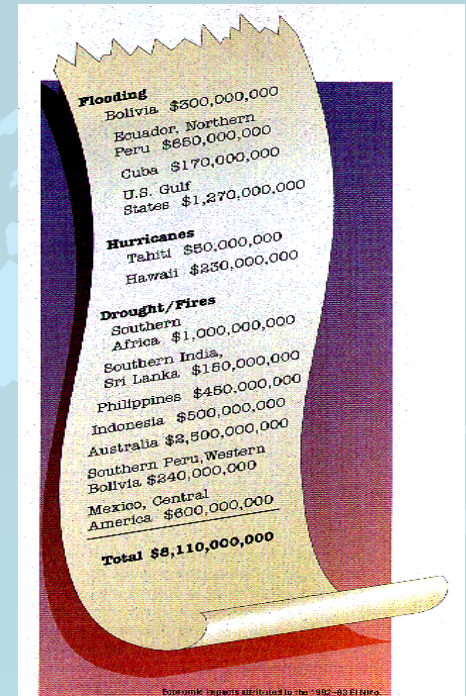 Flooding
Bolivia $300,000,000
Ecuador, Northern
Peru $650,000,000
Cuba $170,000,000
U.S. Gulf
States $1,270,000,000
Hurricanes
Tahiti $50,000,000
Hawaii $230,000,000
Drought/Fires
Southern
Africa $1,000,000,000
Southern India,
Sri Lanka $150,000,000
Philippines $450,000,000
Indonesia $500,000,000
Australia $2,500,000,000
Southern Peru,Western
Bolivia $240,000,000
Mexico, Central
America $600,000,000
Total $8,110,000,000
Economic impacts attributed to the 1982-83 El Niño.